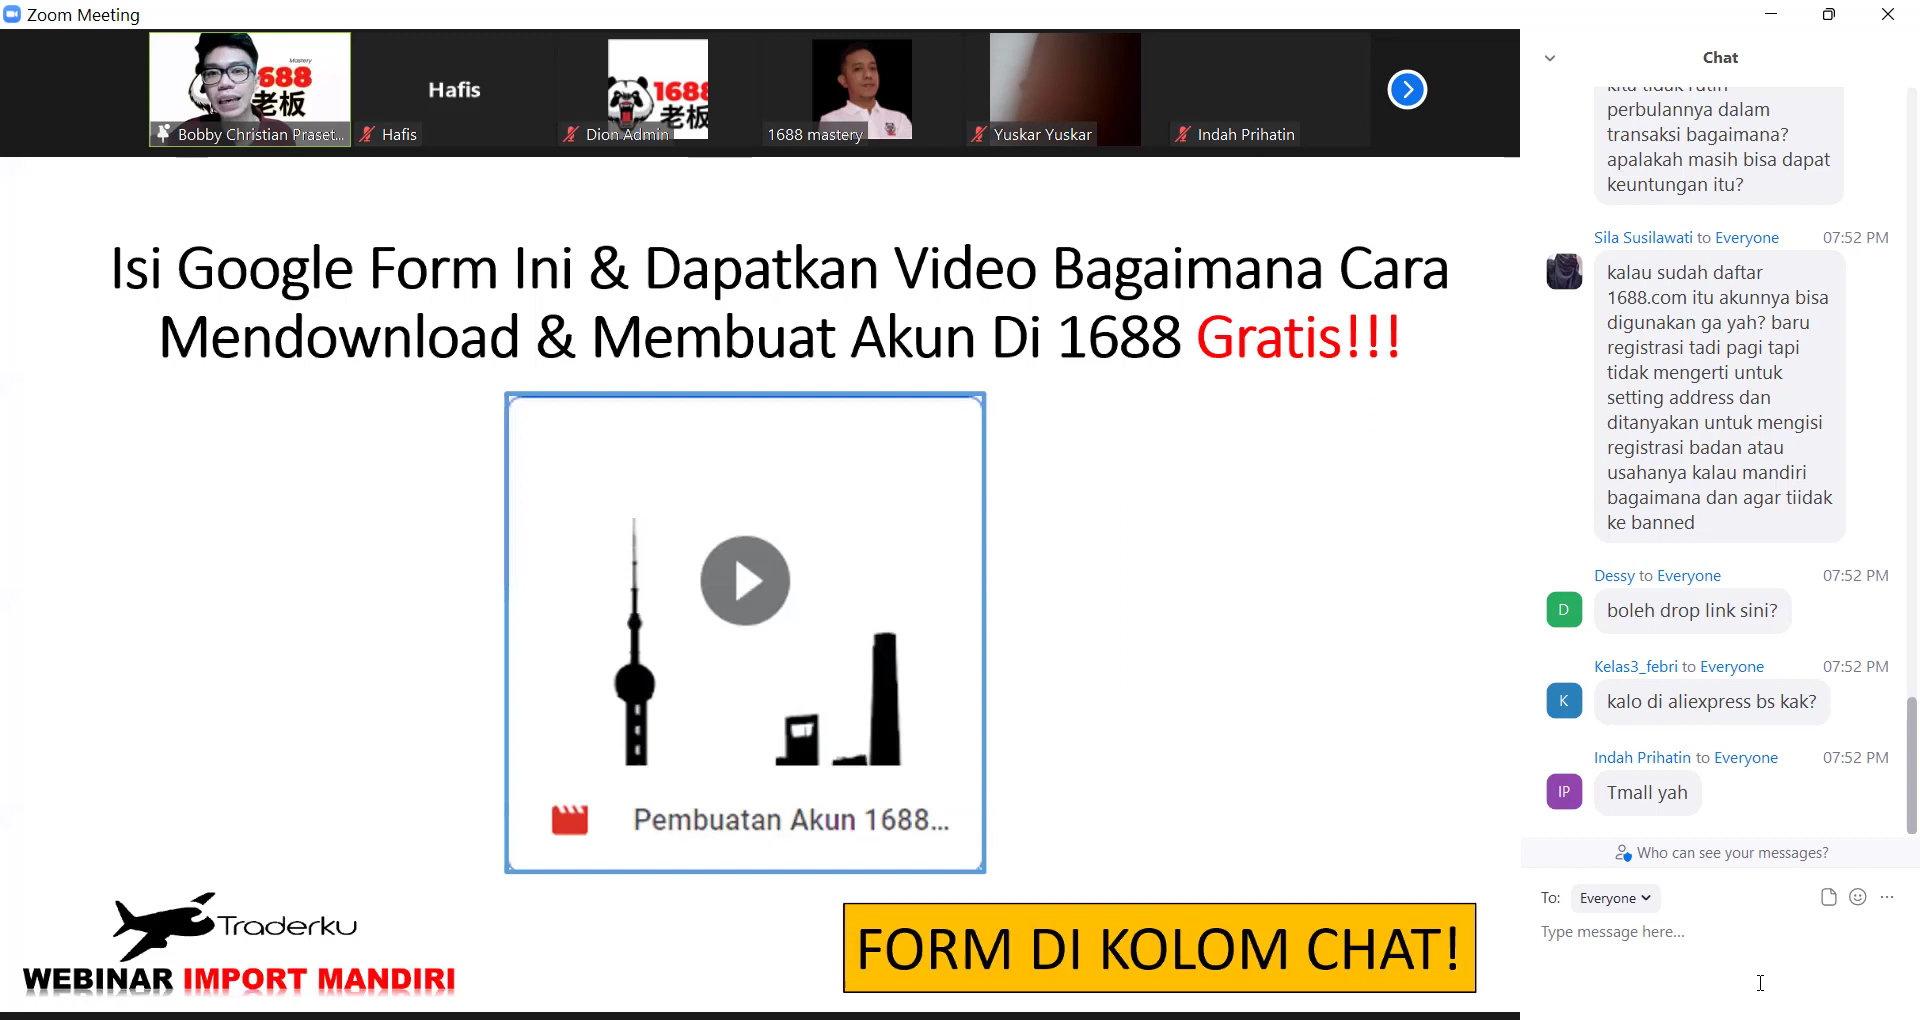 Zoom Meeting
Mastery
1688
老板
Bobby Christian Praset...
Hafis
Hafis
1688
老板
Dion Admin
1688 mastery
Yuskar Yuskar
Indah Prihatin
Isi Google Form Ini & Dapatkan Video Bagaimana Cara
Mendownload & Membuat Akun Di 1688 Gratis!!!
Pembuatan Akun 1688...
Traderku
WEBINAR IMPORT MANDIRI
FORM DI KOLOM CHAT!
Chat
kita tidak rutin
perbulannya dalam
transaksi bagaimana?
apalakah masih bisa dapat
keuntungan itu?
Sila Susilawati to Everyone 07:52 PM
kalau sudah daftar
1688.com itu akunnya bisa
digunakan ga yah? baru
registrasi tadi pagi tapi
tidak mengerti untuk
setting address dan
ditanyakan untuk mengisi
registrasi badan atau
usahanya kalau mandiri
bagaimana dan agar tiidak
ke banned
Dessy to Everyone 07:52 PM
D
boleh drop link sini?
Kelas3_febri to Everyone 07:52 PM
K
kalo di aliexpress bs kak?
Indah Prihatin to Everyone 07:52 PM
IP
Tmall yah
Who can see your messages?
To: Everyone
Type message here...